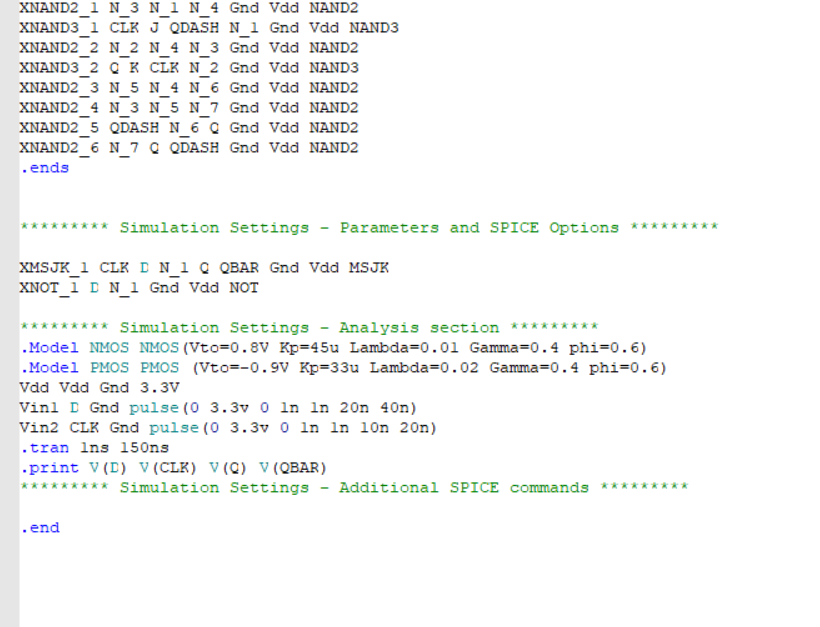 XNAND2_1 N_3 N_1 N_4 Gnd Vdd NAND2
XNAND3_1 CLK J QDASH N_1 Gnd Vdd NAND3
XNAND2_2 N_2 N_4 N_3 Gnd Vdd NAND2
XNAND3_2 Q K CLK N_2 Gnd Vdd NAND3
XNAND2_3 N_5 N_4 N_6 Gnd Vdd NAND2
XNAND2_4 N_3 N_5 N_7 Gnd Vdd NAND2
XNAND2_5 QDASH N_6 Q Gnd Vdd NAND2
XNAND2_6 N_7 Q QDASH Gnd Vdd NAND2
.ends
********* Simulation Settings - Parameters and SPICE Options *********
XMSJK_1 CLK D N_1 Q QBAR Gnd Vdd MSJK
XNOT_1 D N_1 Gnd Vdd NOT
********* Simulation Settings - Analysis section *********
.Model NMOS NMOS(Vto=0.8V Kp=45u Lambda=0.01 Gamma=0.4 phi=0.6)
.Model PMOS PMOS (Vto=-0.9V Kp=33u Lambda=0.02 Gamma=0.4 phi=0.6)
Vdd Vdd Gnd 3.3V
Vin1 D Gnd pulse(0 3.3v 0 1n 1n 20n 40n)
Vin2 CLK Gnd pulse(0 3.3v 0 1n 1n 10n 20n)
.tran 1ns 150ns
.print V(D) V(CLK) V(Q) V(QBAR)
********* Simulation Settings - Additional SPICE commands *********
.end